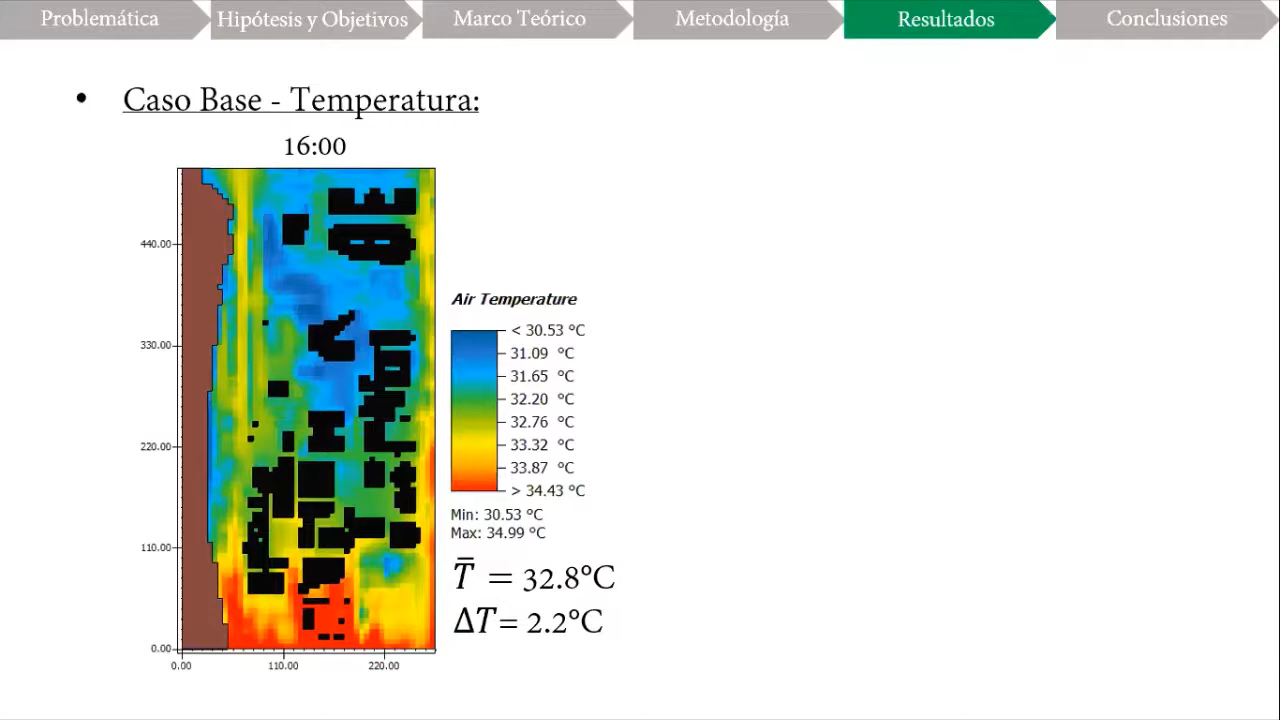 Problemática
Hipótesis y Objetivos
Marco Teórico
Metodología
Resultados
Conclusiones
• Caso Base - Temperatura:
16:00
440.00
330.00
220.00
110.00
0.00
0.00
110.00
220.00
Air Temperature
< 30.53 °C
31.09 °C
31.65 °C
32.20 °C
32.76 °C
33.32 °C
33.87 °C
> 34.43 °C
Min: 30.53 °C
Max: 34.99 °C
T̅ = 32.8°C
ΔT= 2.2°C